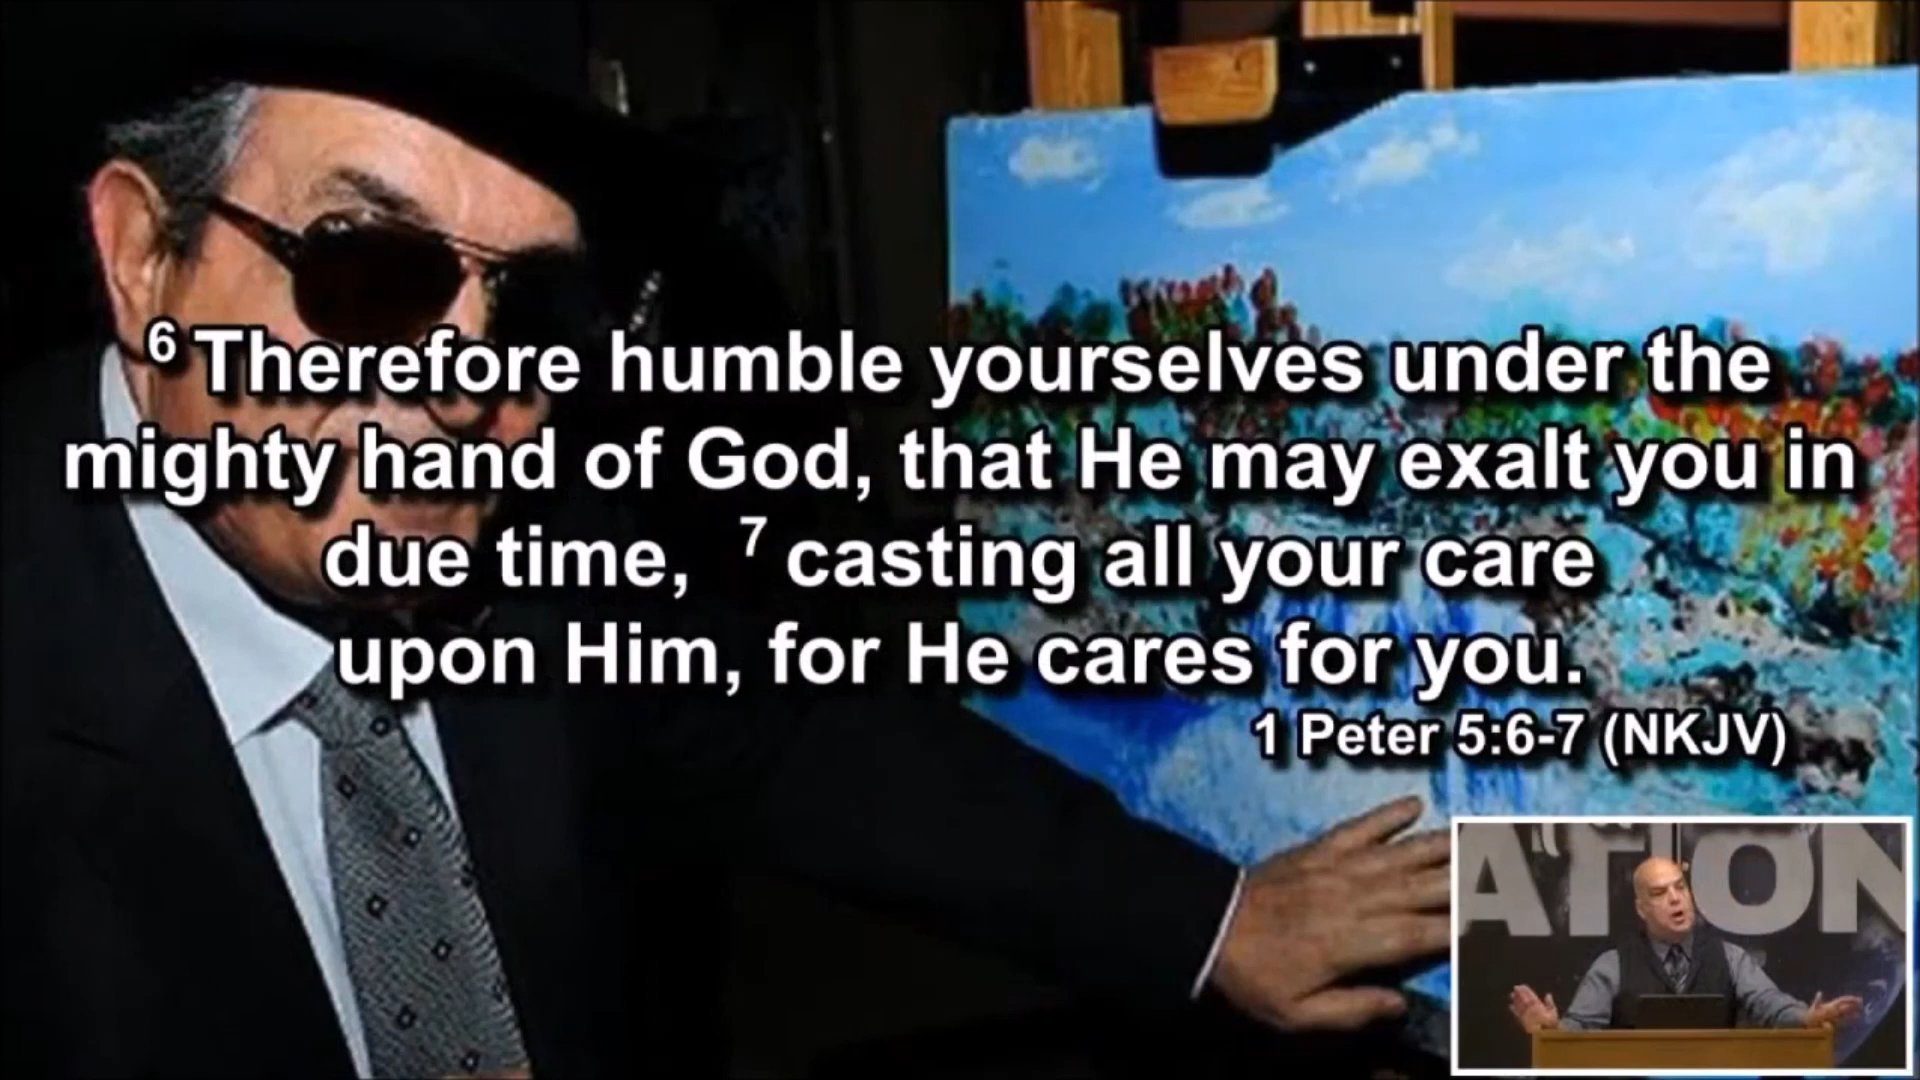 6 Therefore humble yourselves under the
mighty hand of God, that He may exalt you in
due time, 7 casting all your care
upon Him, for He cares for you.
1 Peter 5:6-7 (NKJV)
ATION